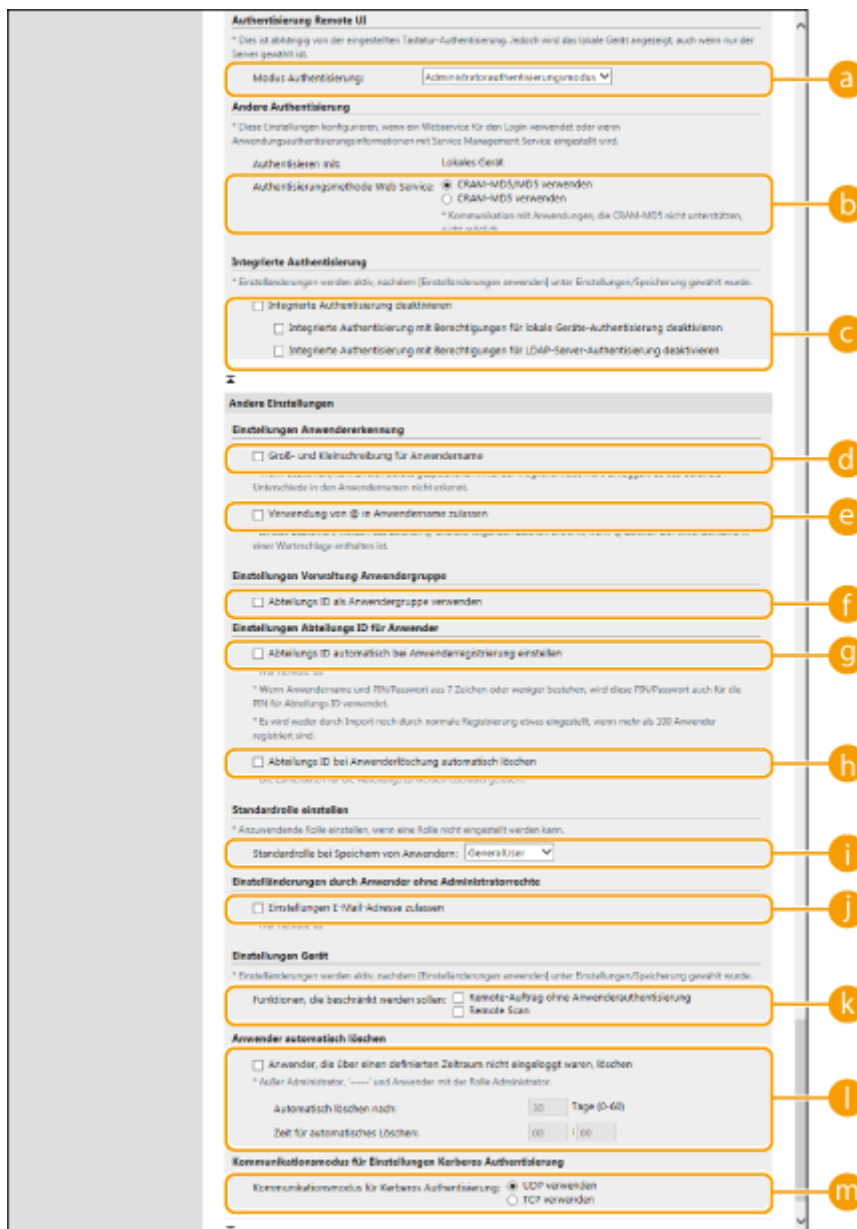 Authentisierung Remote UI
* Dies ist abhängig von der eingestellten Tastatur-Authentisierung. Jedoch wird das lokale Gerät angezeigt, auch wenn nur der
Server gewählt ist.
Modus Authentisierung: Administratorauthentisierungsmodus
a
Andere Authentisierung
* Diese Einstellungen konfigurieren, wenn ein Webservice für den Login verwendet oder wenn
Anwendungsauthentisierungsinformationen mit Service Management Service eingestellt wird.
Authentisieren mit: Lokales Gerät
Authentisierungsmethode Web Service: CRAM-MD5/MD5 verwenden
CRAM-MD5 verwenden
* Kommunikation mit Anwendungen, die CRAM-MD5 nicht unterstützen,
nicht möglich
b
Integrierte Authentisierung
* Einstelländerungen werden aktiv, nachdem [Einstelländerungen anwenden] unter Einstellungen/Speicherung gewählt wurde.
Integrierte Authentisierung deaktivieren
Integrierte Authentisierung mit Berechtigungen für lokale Geräte-Authentisierung deaktivieren
Integrierte Authentisierung mit Berechtigungen für LDAP-Server-Authentisierung deaktivieren
c
Andere Einstellungen
Einstellungen Anwendererkennung
Groß- und Kleinschreibung für Anwendername
d
Unterschiede in den Anwendernamen nicht erkennt.
Verwendung von @ in Anwendername zulassen
e
einer Warteschlage enthalten ist.
Einstellungen Verwaltung Anwendergruppe
Abteilungs ID als Anwendergruppe verwenden
f
Einstellungen Abteilungs ID für Anwender
Abteilungs ID automatisch bei Anwenderregistrierung einstellen
g
* Wenn Anwendername und PIN/Passwort aus 7 Zeichen oder weniger bestehen, wird diese PIN/Passwort auch für die
PIN für Abteilungs ID verwendet.
* Es wird weder durch Import noch durch normale Registrierung etwas eingestellt, wenn mehr als 300 Anwender
registriert sind.
Abteilungs ID bei Anwenderlöschung automatisch löschen
h
Standardrolle einstellen
* Anzuwendende Rolle einstellen, wenn eine Rolle nicht eingestellt werden kann.
Standardrolle bei Speichern von Anwendern: GeneralUser
i
Einstelländerungen durch Anwender ohne Administratorrechte
Einstellungen E-Mail-Adresse zulassen
j
Einstellungen Gerät
* Einstelländerungen werden aktiv, nachdem [Einstelländerungen anwenden] unter Einstellungen/Speicherung gewählt wurde.
Funktionen, die beschränkt werden sollen: Remote-Auftrag ohne Anwenderauthentisierung
Remote Scan
k
Anwender automatisch löschen
Anwender, die über einen definierten Zeitraum nicht eingeloggt waren, löschen
* Außer Administrator, '-----' und Anwender mit der Rolle Administrator.
Automatisch löschen nach: 30 Tage (0-60)
Zeit für automatisches Löschen: 00 : 00
l
Kommunikationsmodus für Einstellungen Kerberos Authentisierung
Kommunikationsmodus für Kerberos Authentisierung: UDP verwenden
TCP verwenden
m